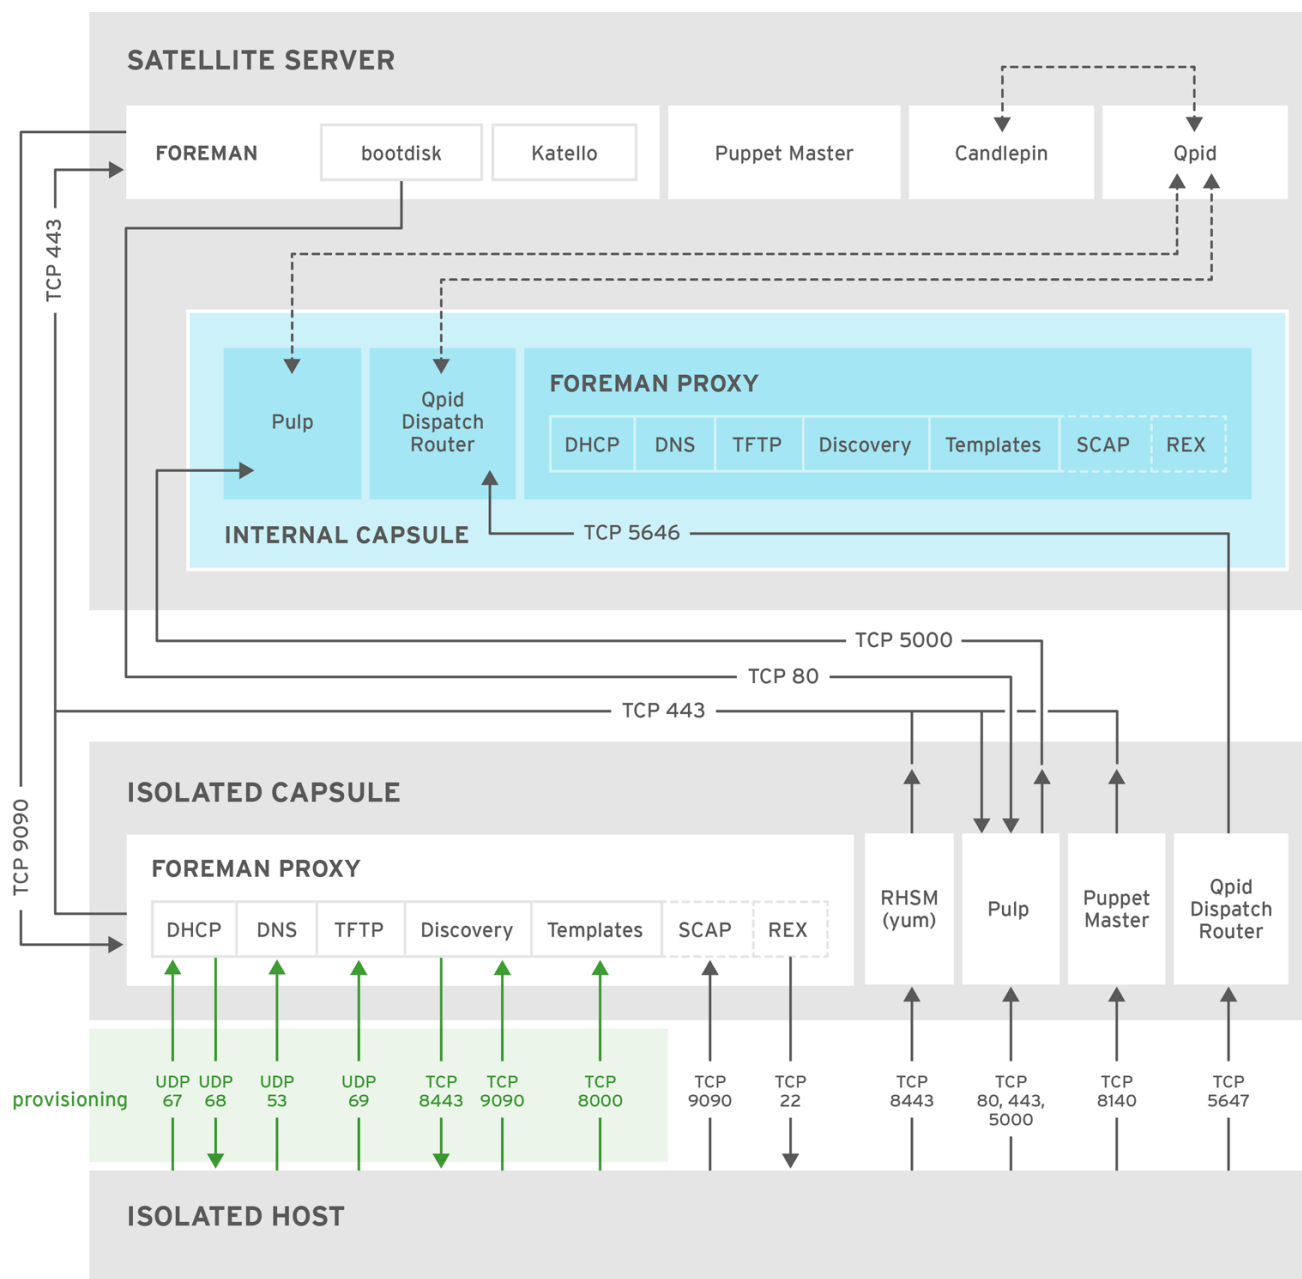 SATELLITE SERVER
FOREMAN
bootdisk
Katello
Puppet Master
Candlepin
Qpid
TCP 443
Pulp
Qpid
Dispatch
Router
FOREMAN PROXY
DHCP
DNS
TFTP
Discovery
Templates
SCAP
REX
INTERNAL CAPSULE
TCP 5646
TCP 5000
TCP 80
TCP 443
TCP 9090
ISOLATED CAPSULE
FOREMAN PROXY
DHCP
DNS
TFTP
Discovery
Templates
SCAP
REX
RHSM
(yum)
Pulp
Puppet
Master
Qpid
Dispatch
Router
provisioning
UDP
67
UDP
68
UDP
53
UDP
69
TCP
8443
TCP
9090
TCP
8000
TCP
9090
TCP
22
TCP
8443
TCP
80, 443,
5000
TCP
8140
TCP
5647
ISOLATED HOST